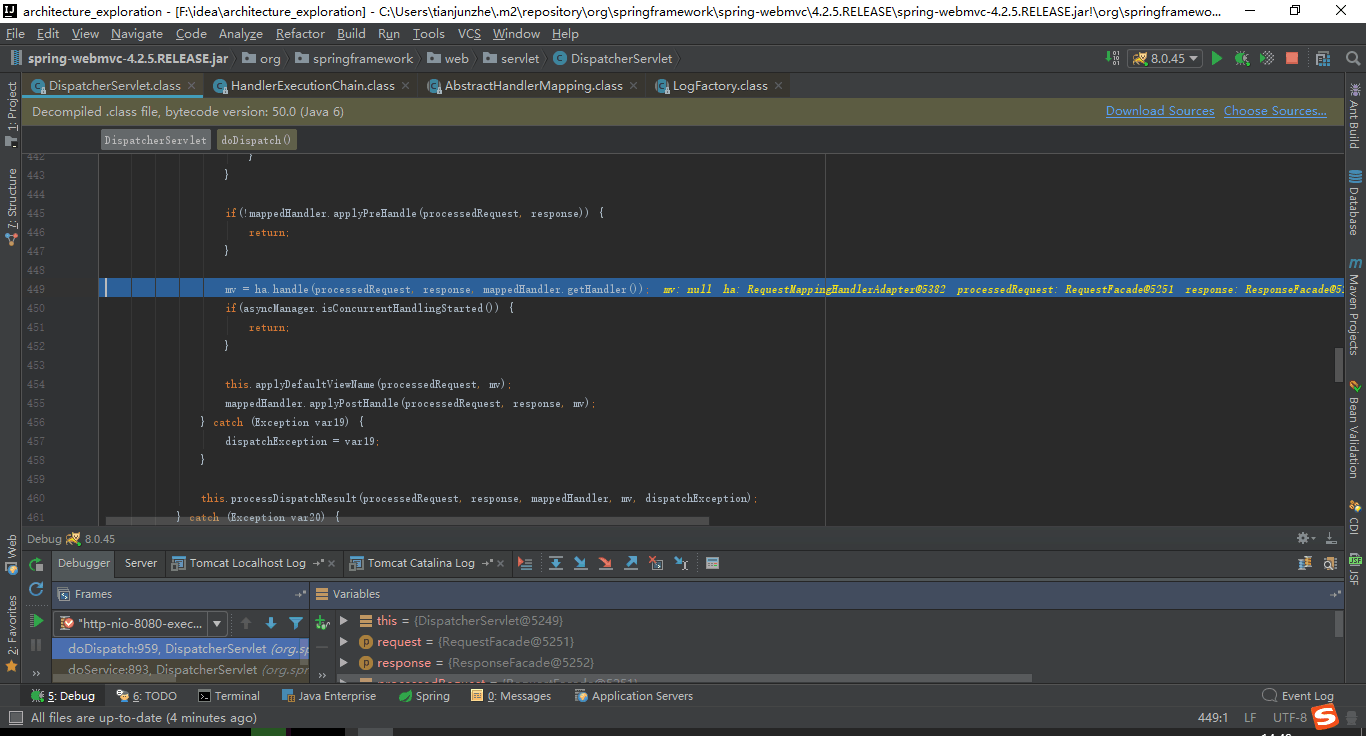 architecture_exploration - [F:\idea\architecture_exploration] - C:\Users\tianjunzhe\.m2\repository\org\springframework\spring-webmvc\4.2.5.RELEASE\spring-webmvc-4.2.5.RELEASE.jar!\org\springframewo...
File Edit View Navigate Code Analyze Refactor Build Run Tools VCS Window Help
spring-webmvc-4.2.5.RELEASE.jar org springframework web servlet DispatcherServlet 8.0.45
DispatcherServlet.class HandlerExecutionChain.class AbstractHandlerMapping.class LogFactory.class
Decompiled .class file, bytecode version: 50.0 (Java 6) Download Sources Choose Sources...
DispatcherServlet doDispatch()
442 }
443 }
444
445 if(!mappedHandler.applyPreHandle(processedRequest, response)) {
446 return;
447 }
448
449 mv = ha.handle(processedRequest, response, mappedHandler.getHandler()); mv: null ha: RequestMappingHandlerAdapter@5382 processedRequest: RequestFacade@5251 response: ResponseFacade@52
450 if(asyncManager.isConcurrentHandlingStarted()) {
451 return;
452 }
453
454 this.applyDefaultViewName(processedRequest, mv);
455 mappedHandler.applyPostHandle(processedRequest, response, mv);
456 } catch (Exception var19) {
457 dispatchException = var19;
458 }
459
460 this.processDispatchResult(processedRequest, response, mappedHandler, mv, dispatchException);
461 } catch (Exception var20) {
1: Project
7: Structure
Web
2: Favorites
Ant Build
Database
Maven Projects
Bean Validation
CDI
JSF
Debug 8.0.45
Debugger Server Tomcat Localhost Log Tomcat Catalina Log
Frames Variables
"http-nio-8080-exec...
doDispatch:959, DispatcherServlet (org.sp
doService:893, DispatcherServlet (org.spr
this = {DispatcherServlet@5249}
request = {RequestFacade@5251}
response = {ResponseFacade@5252}
processedRequest = {RequestFacade@5251}
5: Debug 6: TODO Terminal Java Enterprise Spring 0: Messages Application Servers Event Log
All files are up-to-date (4 minutes ago) 449:1 LF UTF-8